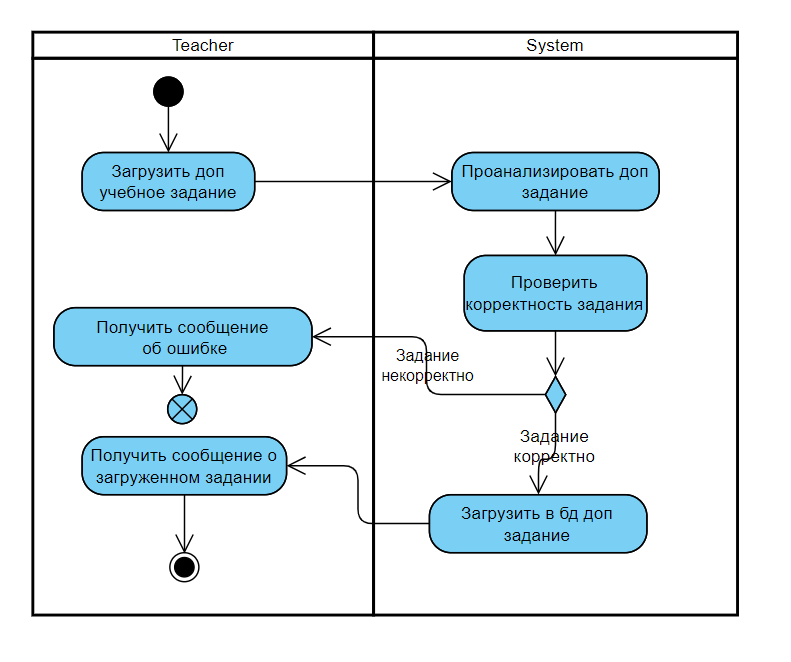 Teacher
System
Загрузить доп
учебное задание
Проанализировать доп
задание
Проверить
корректность задания
Получить сообщение
об ошибке
Задание
некорректно
Задание
корректно
Получить сообщение о
загруженном задании
Загрузить в бд доп
задание